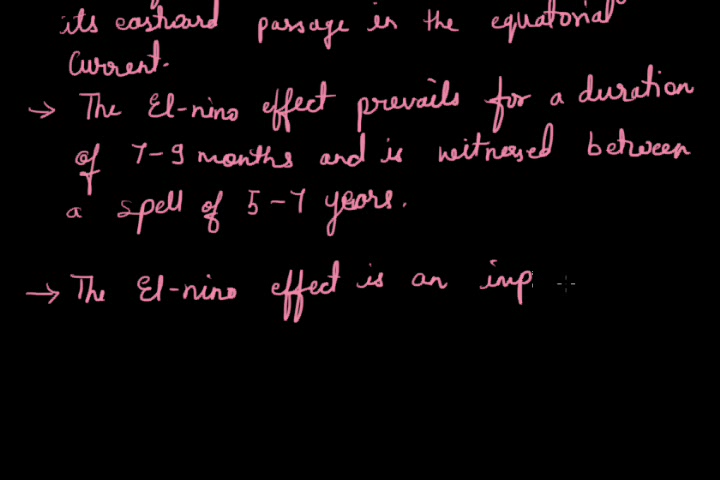 its eastward passage in the equatorial
Current.
→ The El-nino effect prevails for a duration
of 7-9 months and is witnessed between
a spell of 5-7 years.
→ The El-nino effect is an imp